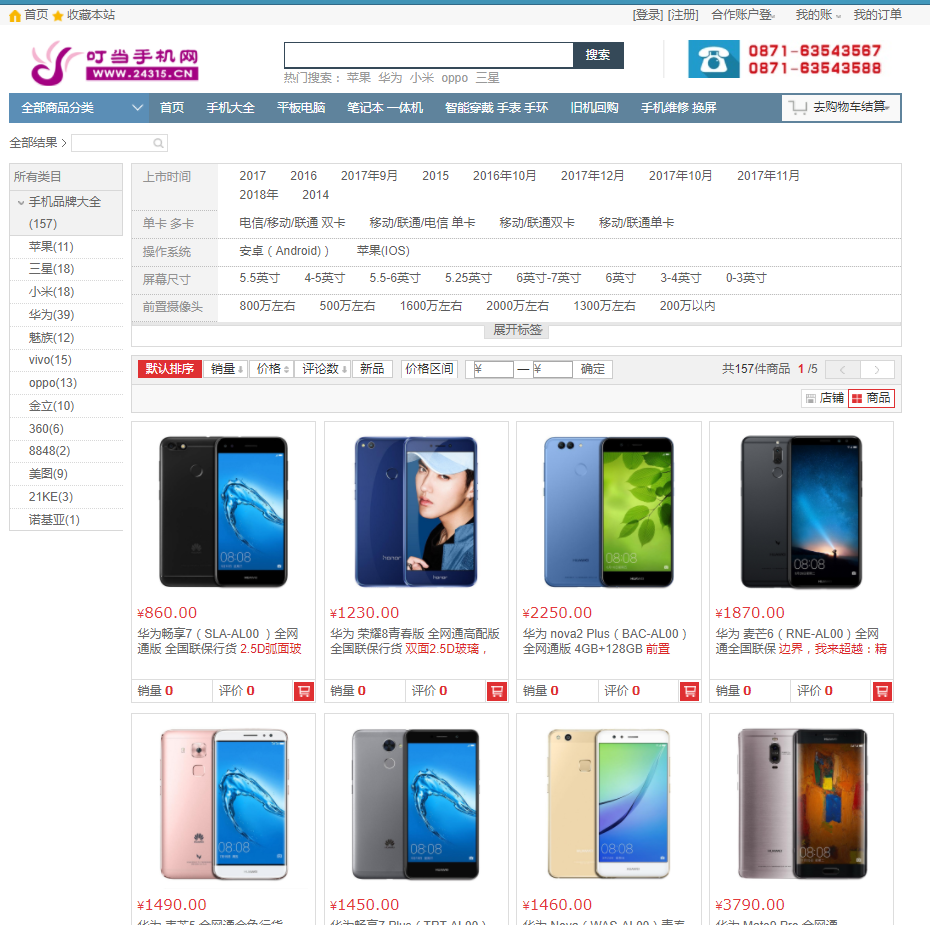 首页 收藏本站 [登录] [注册] 合作账户登 我的账 我的订单
叮当手机网
WWW.24315.CN
搜索
0871-63543567
0871-63543588
热门搜索： 苹果 华为 小米 oppo 三星
全部商品分类 首页 手机大全 平板电脑 笔记本 一体机 智能穿戴 手表 手环 旧机回购 手机维修 换屏 去购物车结算
全部结果 >
所有类目
手机品牌大全
(157)
苹果(11)
三星(18)
小米(18)
华为(39)
魅族(12)
vivo(15)
oppo(13)
金立(10)
360(6)
8848(2)
美图(9)
21KE(3)
诺基亚(1)
上市时间 2017 2016 2017年9月 2015 2016年10月 2017年12月 2017年10月 2017年11月
2018年 2014
单卡 多卡 电信/移动/联通 双卡 移动/联通/电信 单卡 移动/联通双卡 移动/联通单卡
操作系统 安卓（Android)） 苹果(IOS)
屏幕尺寸 5.5英寸 4-5英寸 5.5-6英寸 5.25英寸 6英寸-7英寸 6英寸 3-4英寸 0-3英寸
前置摄像头 800万左右 500万左右 1600万左右 2000万左右 1300万左右 200万以内
展开标签
默认排序 销量 价格 评论数 新品 价格区间 ¥ — ¥ 确定 共157件商品 1 /5 < >
店铺 商品
08:08 honor honor 08:08 08:08
¥860.00
华为畅享7（SLA-AL00 ）全网
通版 全国联保行货 2.5D弧面玻
销量 0 评价 0
¥1230.00
华为 荣耀8青春版 全网通高配版
全国联保行货 双面2.5D玻璃，
销量 0 评价 0
¥2250.00
华为 nova2 Plus（BAC-AL00）
全网通版 4GB+128GB 前置
销量 0 评价 0
¥1870.00
华为 麦芒6（RNE-AL00）全网
通全国联保 边界，我来超越：精
销量 0 评价 0
08:08 08:08 08:08 08:08
¥1490.00
华为 麦芒5 全网通金色行货
¥1450.00
华为畅享7 Plus（TRT-AL00）
¥1460.00
华为 Nova（WAS-AL00）青春
¥3790.00
华为 Mate9 Pro 全网通